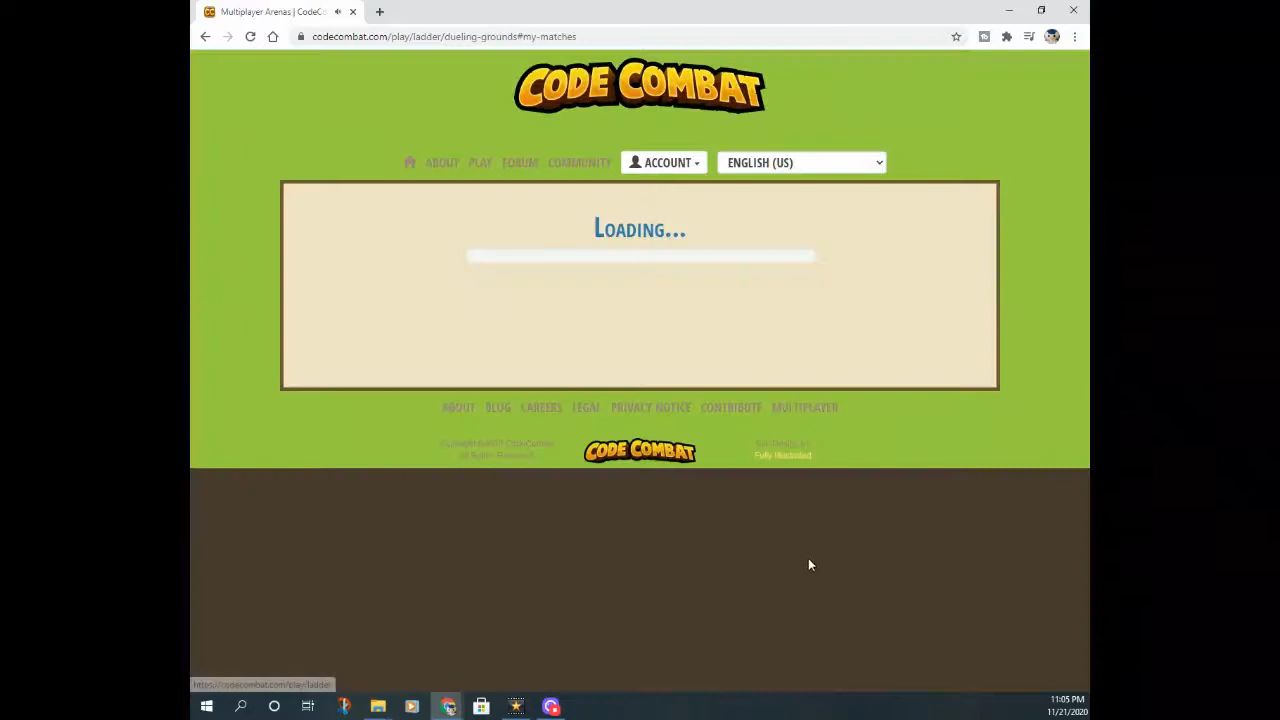 Multiplayer Arenas | CodeCo
codecombat.com/play/ladder/dueling-grounds#my-matches
CODE COMBAT
ABOUT PLAY FORUM COMMUNITY ACCOUNT ENGLISH (US)
LOADING...
ABOUT BLOG CAREERS LEGAL PRIVACY NOTICE CONTRIBUTE MULTIPLAYER
CODE COMBAT
https://codecombat.com/play/ladder
11:05 PM
11/21/2020